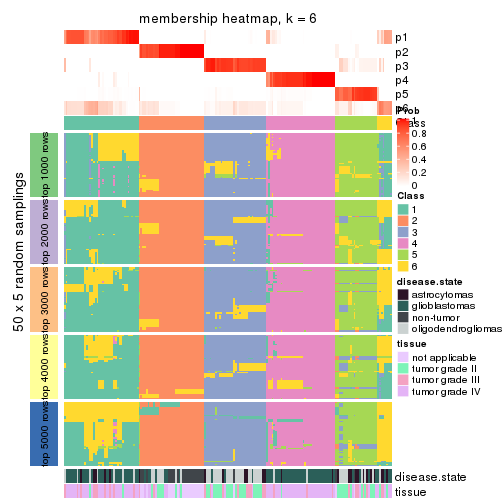 membership heatmap, k = 6
p1
p2
p3
p4
p5
p6
Class
Prob
1
0.8
0.6
0.4
0.2
0
Class
1
2
3
4
5
6
disease.state
astrocytomas
glioblastomas
non-tumor
oligodendrogliomas
tissue
not applicable
tumor grade II
tumor grade III
tumor grade IV
50 x 5 random samplings
top 1000 rows
top 2000 rows
top 3000 rows
top 4000 rows
top 5000 rows
disease.state
tissue